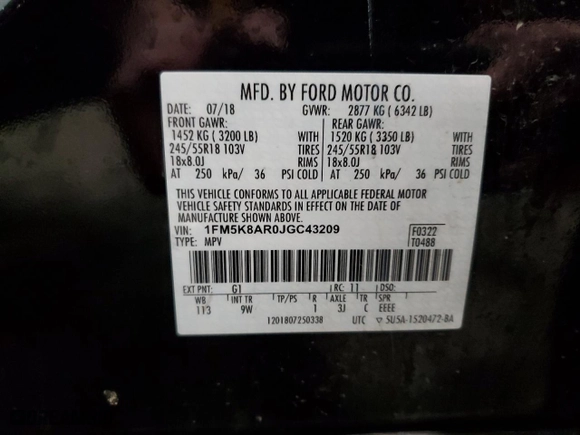 MFD. BY FORD MOTOR CO.
DATE: 07/18 GVWR: 2877 KG ( 6342 LB)
FRONT GAWR: REAR GAWR:
1452 KG ( 3200 LB) WITH 1520 KG ( 3350 LB) WITH
245/55R18 103V TIRES 245/55R18 103V TIRES
18x8.0J RIMS 18x8.0J RIMS
AT 250 kPa/ 36 PSI COLD AT 250 kPa/ 36 PSI COLD
THIS VEHICLE CONFORMS TO ALL APPLICABLE FEDERAL MOTOR
VEHICLE SAFETY STANDARDS IN EFFECT ON THE DATE OF
MANUFACTURE SHOWN ABOVE.
VIN: 1FM5K8AR0JGC43209 F0322
TYPE: MPV T0488
EXT PNT: G1 RC: 11 DSO:
WB INT TR TP/PS R AXLE TR SPR
113 9W 1 3J C EEEE
1201807250338 UTC ▽ SUSA-1520472-BA